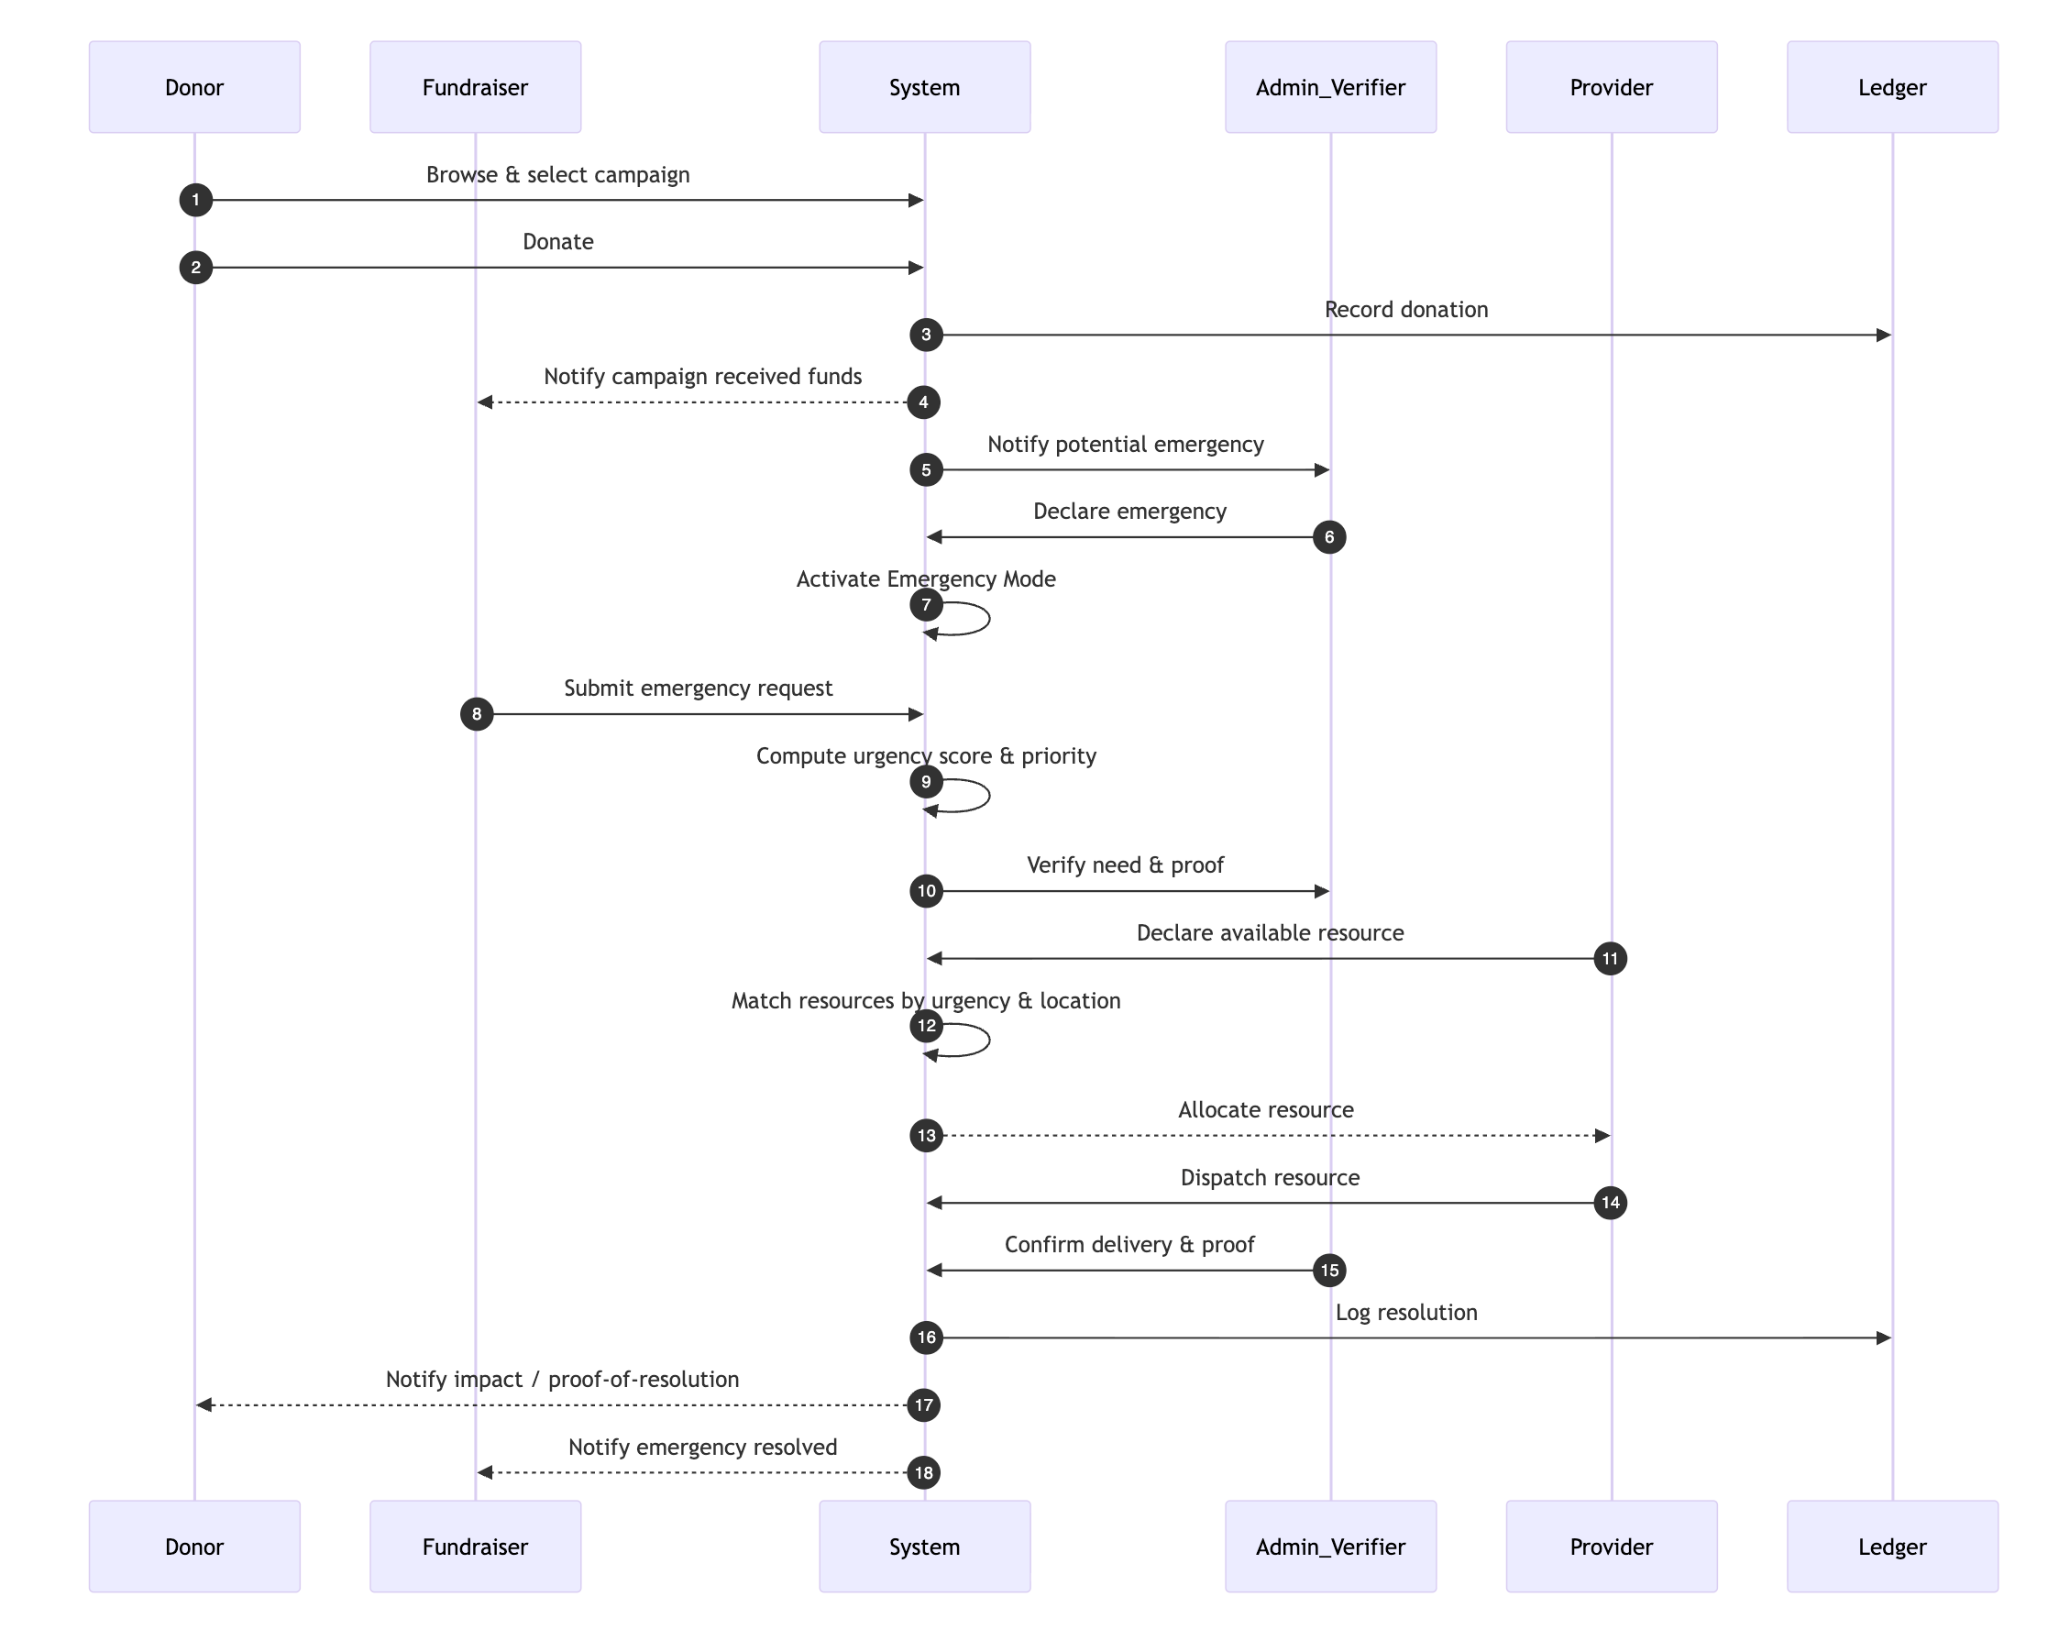 Donor
Fundraiser
System
Admin_Verifier
Provider
Ledger
Browse & select campaign
1
Donate
2
Record donation
3
Notify campaign received funds
4
Notify potential emergency
5
Declare emergency
6
Activate Emergency Mode
7
Submit emergency request
8
Compute urgency score & priority
9
Verify need & proof
10
Declare available resource
11
Match resources by urgency & location
12
Allocate resource
13
Dispatch resource
14
Confirm delivery & proof
15
Log resolution
16
Notify impact / proof-of-resolution
17
Notify emergency resolved
18
Donor
Fundraiser
System
Admin_Verifier
Provider
Ledger